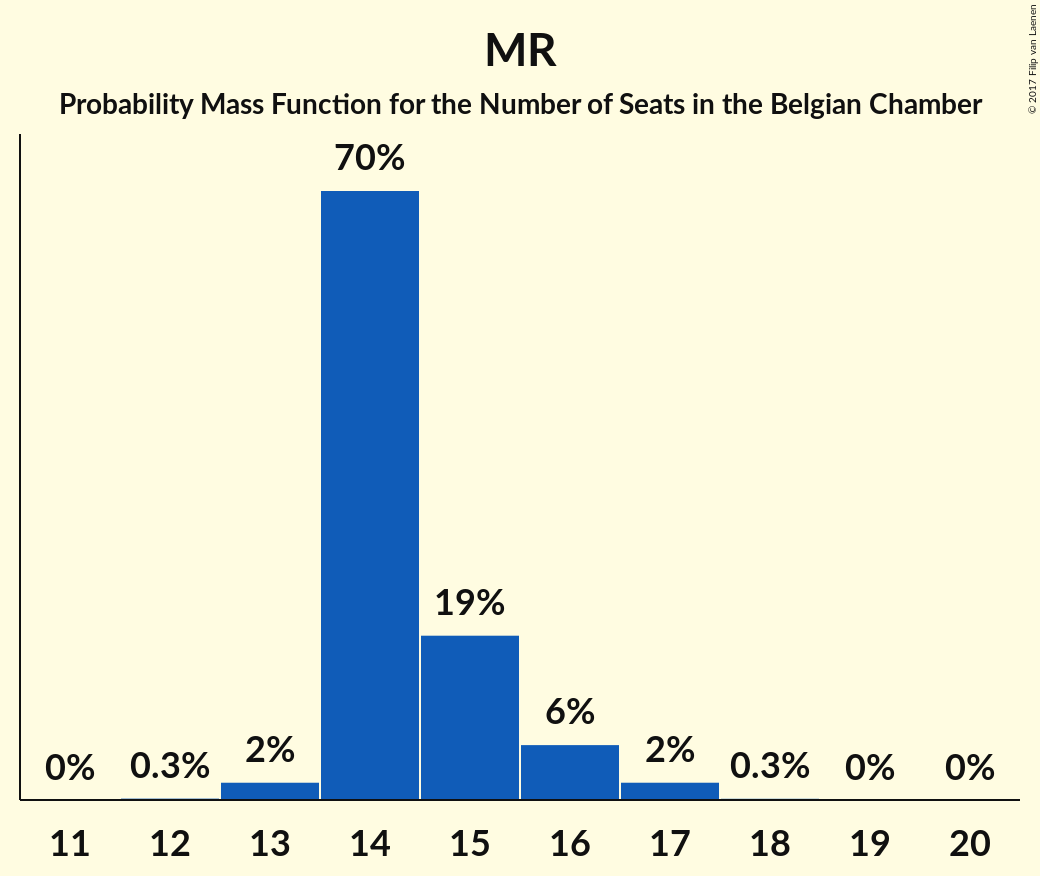 MR
Probability Mass Function for the Number of Seats in the Belgian Chamber
© 2017 Filip van Laenen
70%
19%
6%
2%
2%
0%
0.3%
0.3%
0%
0%
11 12 13 14 15 16 17 18 19 20